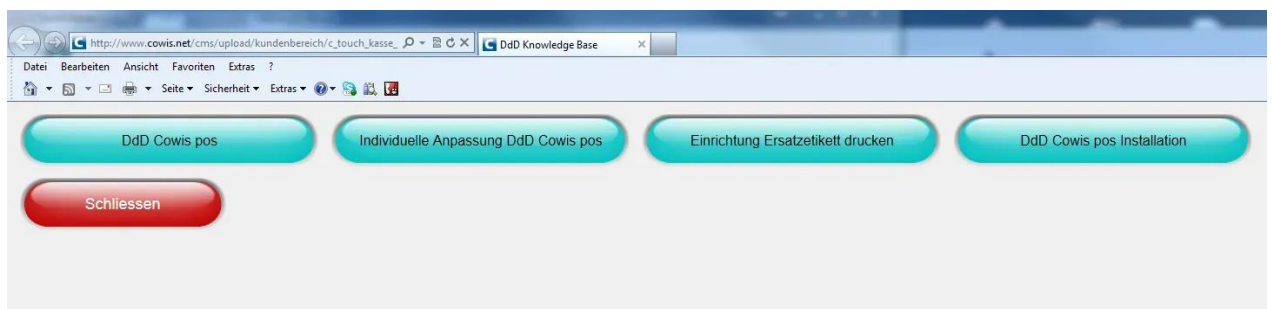 http://www.cowis.net/cms/upload/kundenbereich/c_touch_kasse_
DdD Knowledge Base
Datei Bearbeiten Ansicht Favoriten Extras ?
Seite Sicherheit Extras
DdD Cowis pos Individuelle Anpassung DdD Cowis pos Einrichtung Ersatzetikett drucken DdD Cowis pos Installation
Schliessen